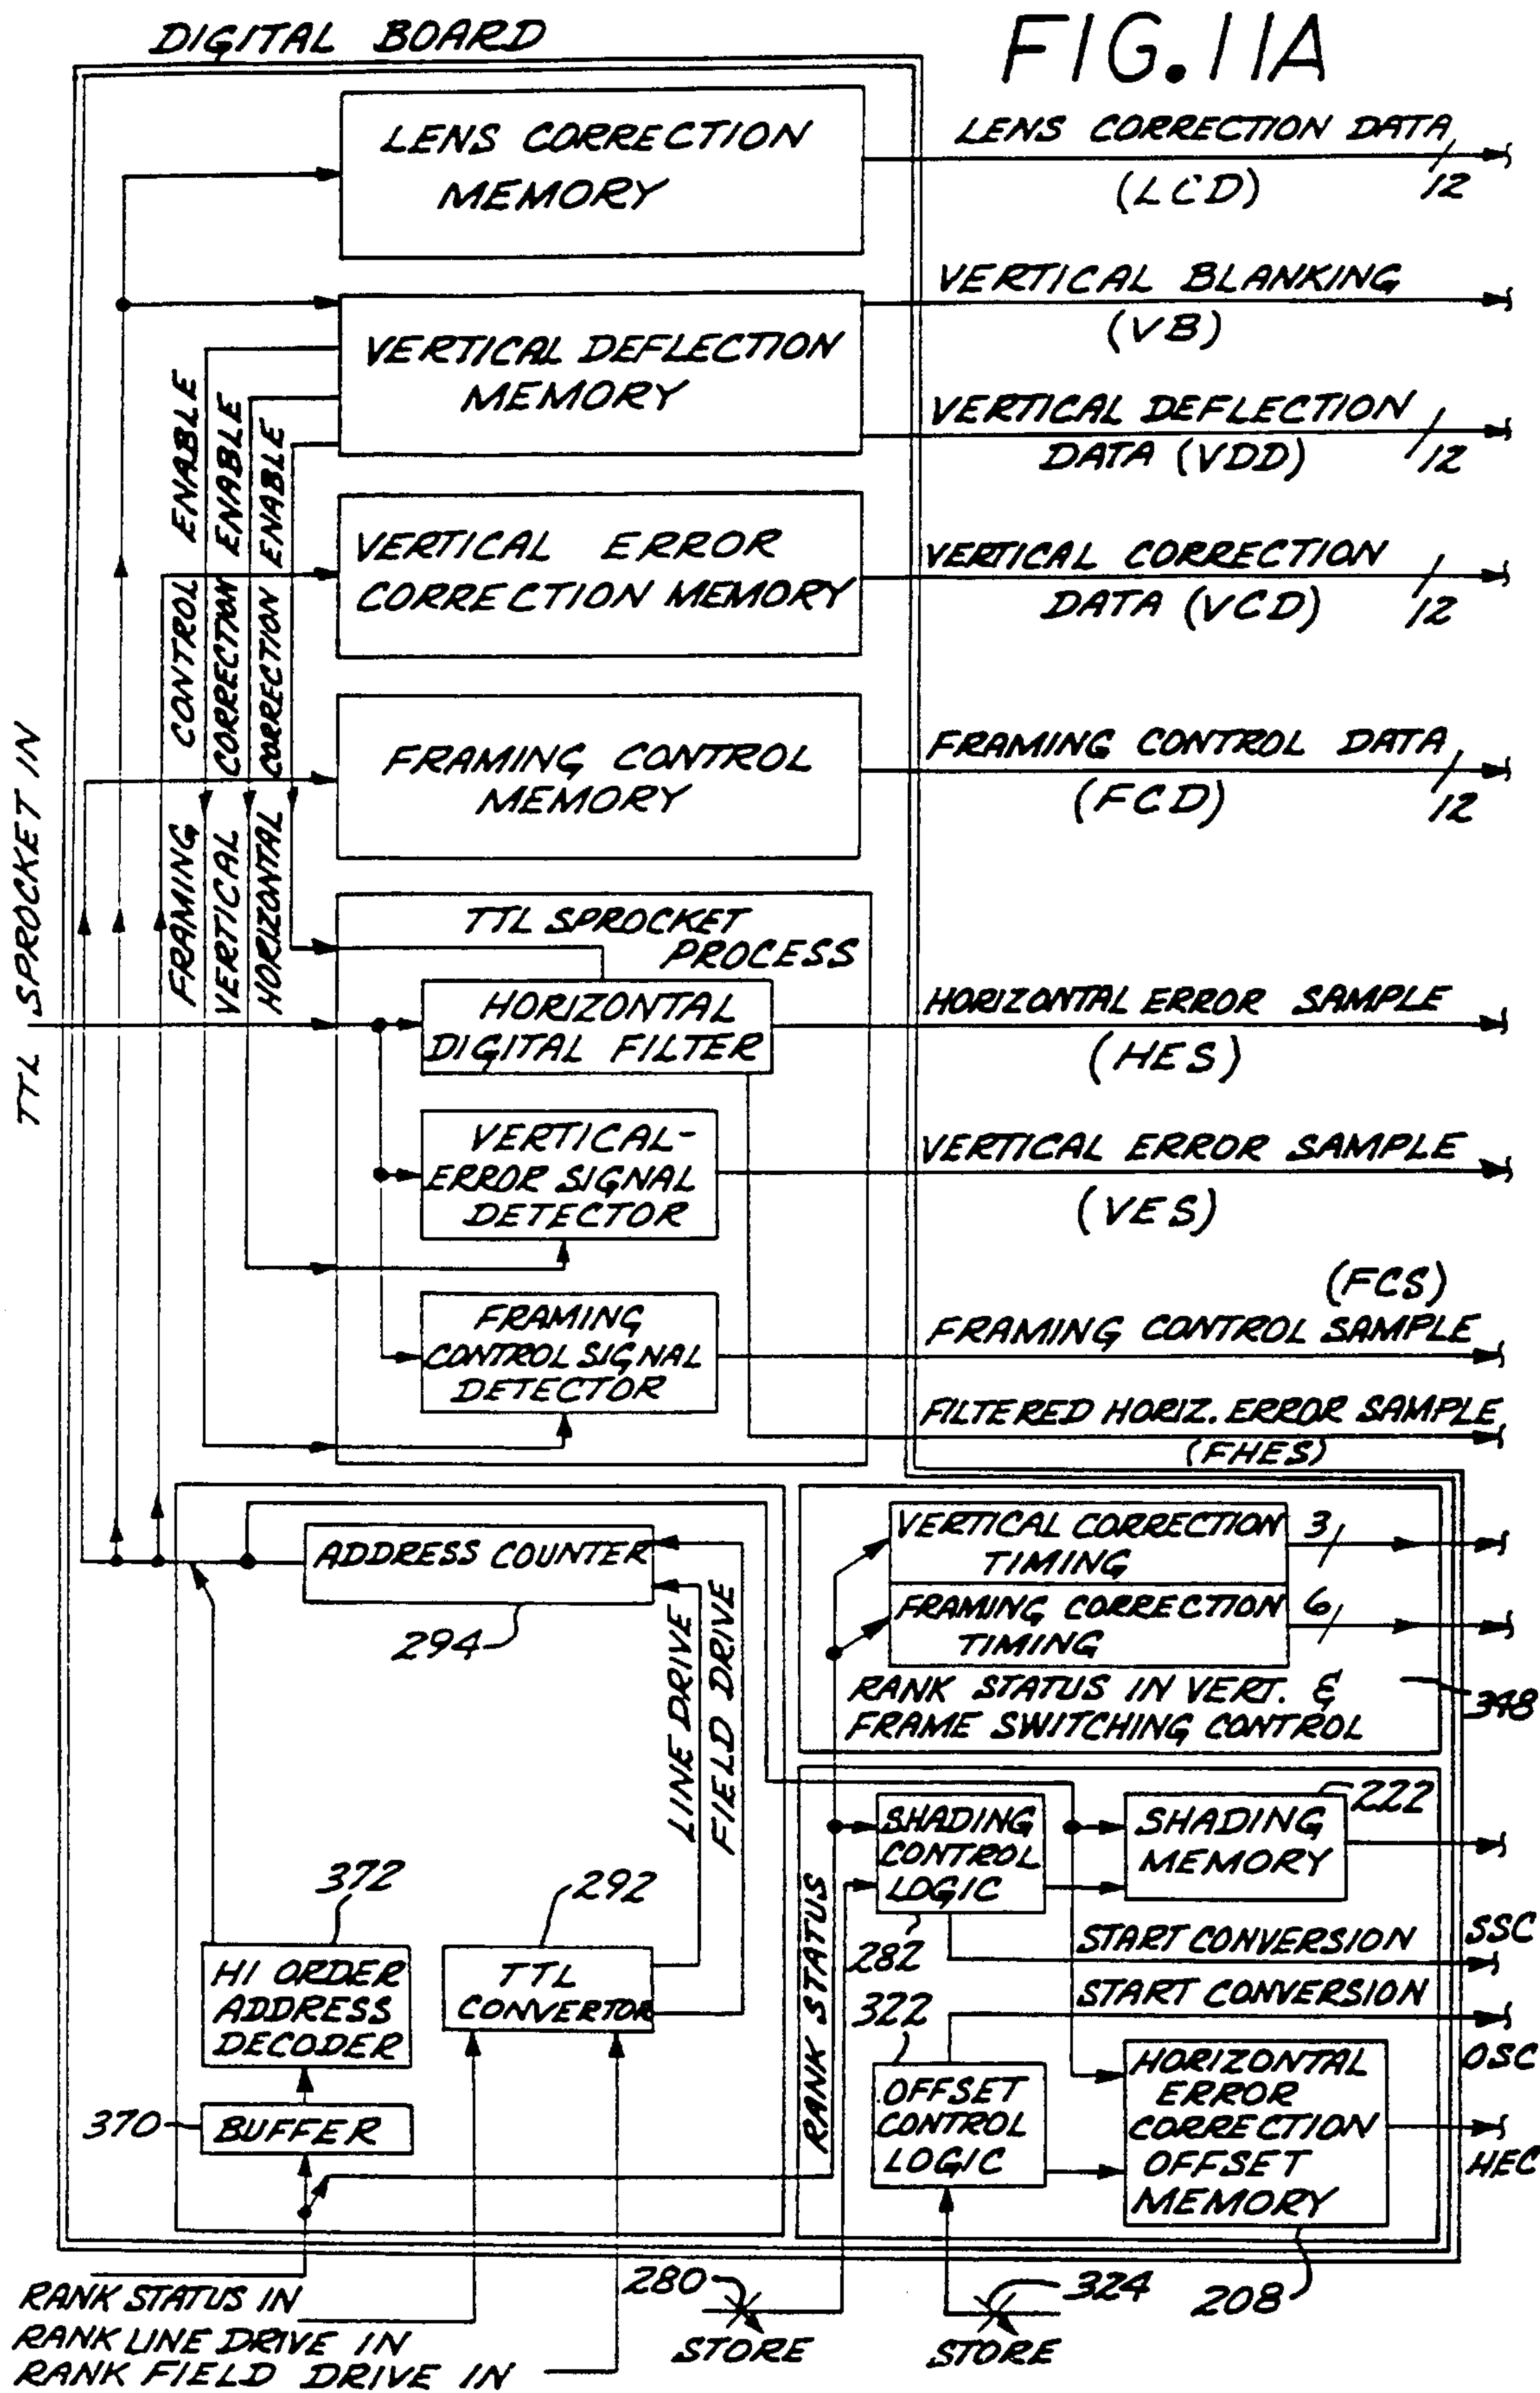 DIGITAL BOARD
FIG. 11A
LENS CORRECTION
MEMORY
LENS CORRECTION DATA
(LCD)
12
VERTICAL DEFLECTION
MEMORY
VERTICAL BLANKING
(VB)
VERTICAL DEFLECTION
DATA (VDD)
12
VERTICAL ERROR
CORRECTION MEMORY
VERTICAL CORRECTION
DATA (VCD)
12
FRAMING CONTROL
MEMORY
FRAMING CONTROL DATA
(FCD)
12
FRAMING CONTROL ENABLE
VERTICAL CORRECTION ENABLE
HORIZONTAL CORRECTION ENABLE
TTL SPROCKET IN
TTL SPROCKET
PROCESS
HORIZONTAL
DIGITAL FILTER
HORIZONTAL ERROR SAMPLE
(HES)
VERTICAL-
ERROR SIGNAL
DETECTOR
VERTICAL ERROR SAMPLE
(VES)
FRAMING
CONTROL SIGNAL
DETECTOR
(FCS)
FRAMING CONTROL SAMPLE
FILTERED HORIZ. ERROR SAMPLE
(FHES)
ADDRESS COUNTER
294
LINE DRIVE
FIELD DRIVE
VERTICAL CORRECTION
TIMING
3
FRAMING CORRECTION
TIMING
6
RANK STATUS IN VERT. &
FRAME SWITCHING CONTROL
348
372
HI ORDER
ADDRESS
DECODER
292
TTL
CONVERTOR
370
BUFFER
RANK STATUS
SHADING
CONTROL
LOGIC
282
222
SHADING
MEMORY
START CONVERSION
SSC
START CONVERSION
OSC
322
OFFSET
CONTROL
LOGIC
HORIZONTAL
ERROR
CORRECTION
OFFSET
MEMORY
HEC
208
RANK STATUS IN
RANK LINE DRIVE IN
RANK FIELD DRIVE IN
280
STORE
324
STORE